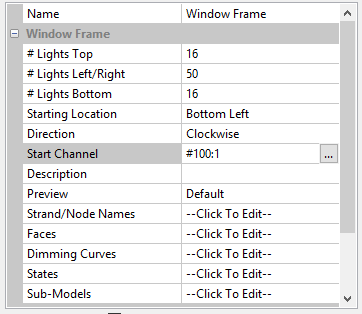 Name Window Frame
Window Frame
# Lights Top 16
# Lights Left/Right 50
# Lights Bottom 16
Starting Location Bottom Left
Direction Clockwise
Start Channel #100:1 ...
Description
Preview Default
Strand/Node Names --Click To Edit--
Faces --Click To Edit--
Dimming Curves --Click To Edit--
States --Click To Edit--
Sub-Models --Click To Edit--